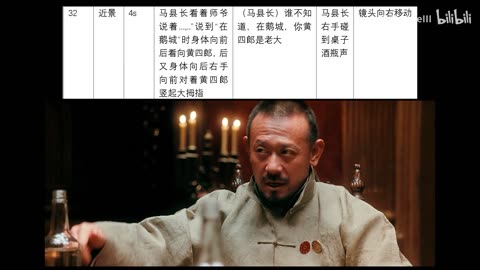 32
近景
4s
马县长看着师爷
说着……“说到“在
鹅城”时身体向前
后看向黄四郎,后
又身体向后右手
向前对着黄四郎
竖起大拇指
(马县长)谁不知
道,在鹅城,你黄
四郎是老大
马县长
右手碰
到桌子
酒瓶声
镜头向右移动
bilibili